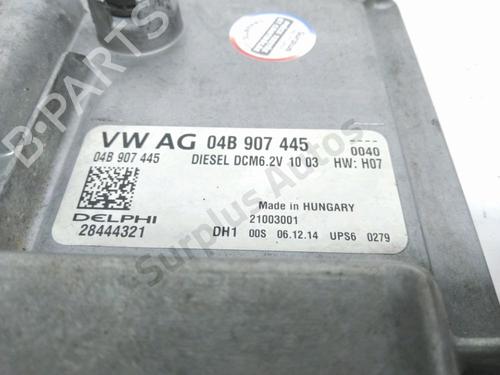 VW AG 04B 907 445 ----
04B 907 445 DIESEL DCM6.2V 10 03 0040 HW: H07
Made in HUNGARY
DELPHI 21003001
28444321 DH1 00S 06.12.14 UPS6 0279
Surplus Autos